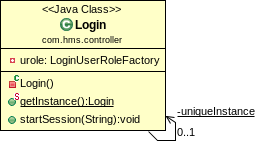 <<Java Class>>
Login
com.hms.controller
urole: LoginUserRoleFactory
Login()
getInstance():Login
startSession(String):void
-uniqueInstance
0..1